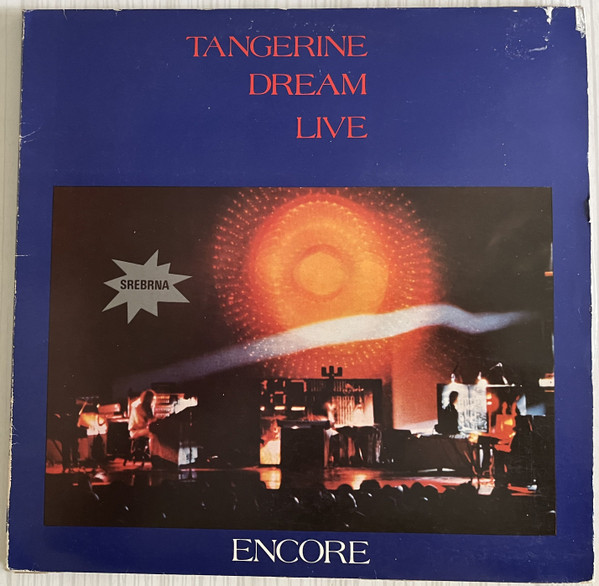 TANGERINE
DREAM
LIVE
SREBRNA
ENCORE